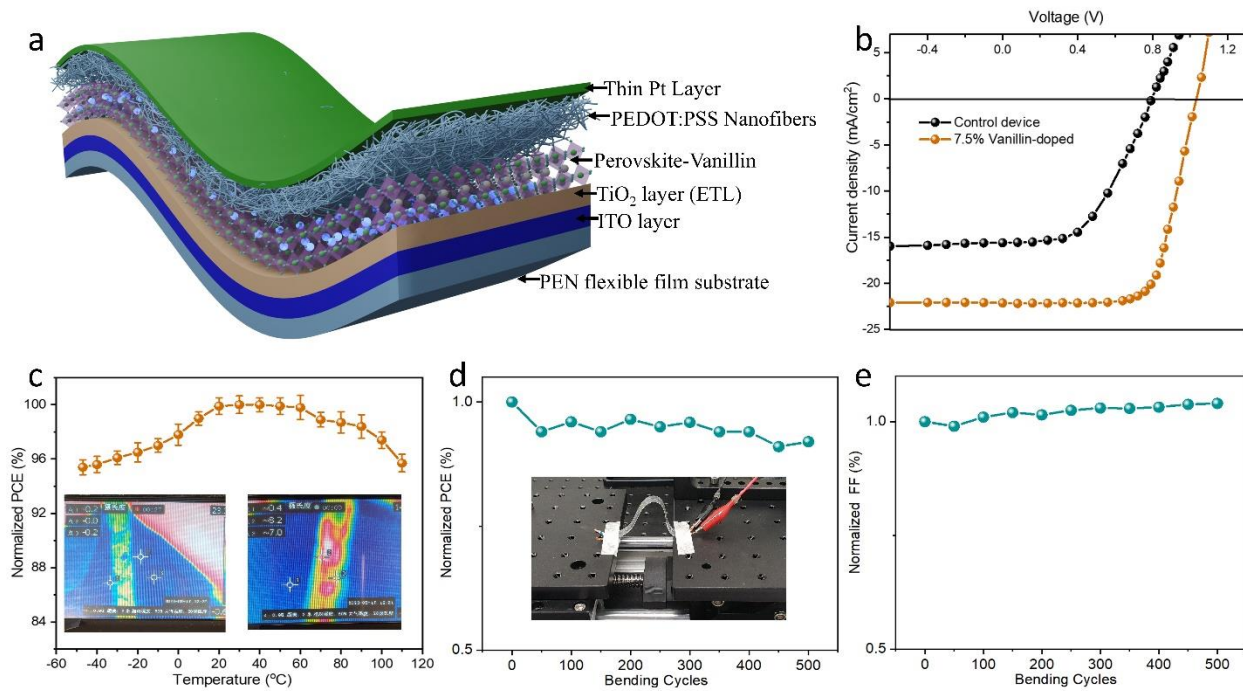 a
Thin Pt Layer
PEDOT:PSS Nanofibers
Perovskite-Vanillin
TiO₂ layer (ETL)
ITO layer
PEN flexible film substrate
b
Voltage (V)
-0.4 0.0 0.4 0.8 1.2
Current density (mA/cm²)
5
0
-5
-10
-15
-20
-25
Control device
7.5% Vanillin-doped
c
Normalized PCE (%)
100
96
92
88
84
-60 -40 -20 0 20 40 60 80 100 120
Temperature (ºC)
d
Normalized PCE (%)
1.0
0.5
0 100 200 300 400 500
Bending Cycles
e
Normalized FF (%)
1.0
0.5
0 100 200 300 400 500
Bending Cycles